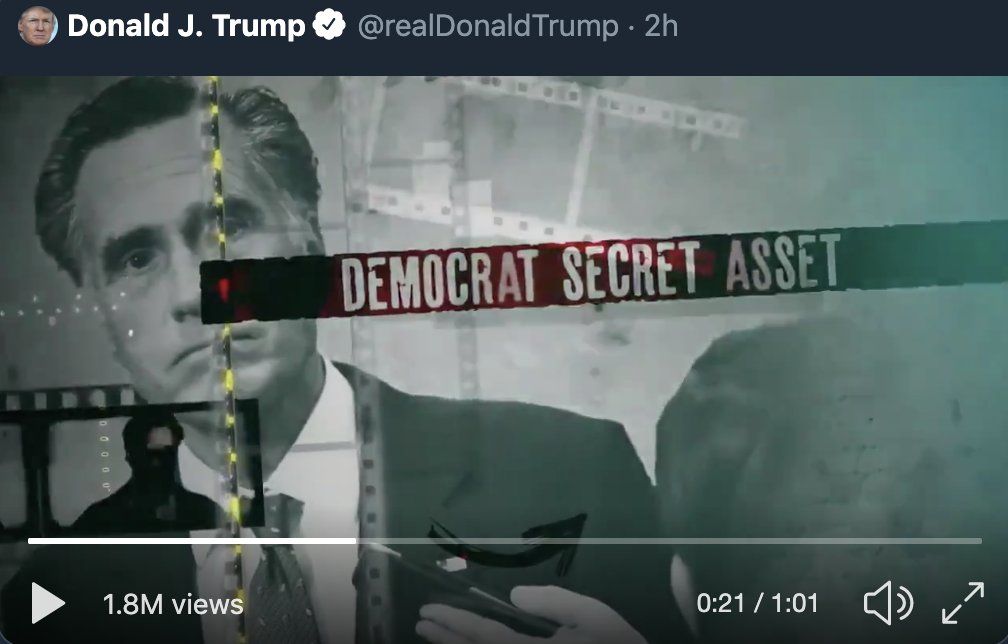 Donald J. Trump @realDonaldTrump · 2h
DEMOCRAT SECRET ASSET
1.8M views
0:21 / 1:01